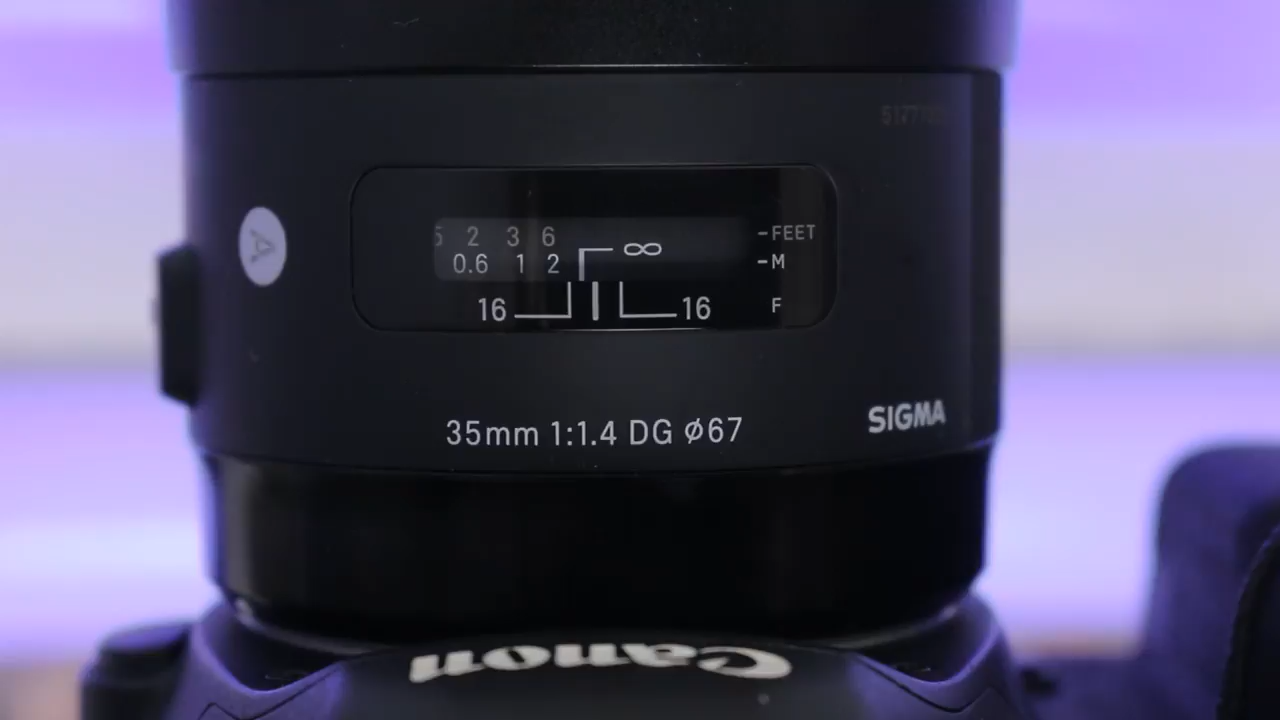 A
2 3 6 -FEET
0.6 1 2 ∞ -M
16 16 F
35mm 1:1.4 DG ø67
SIGMA
Canon